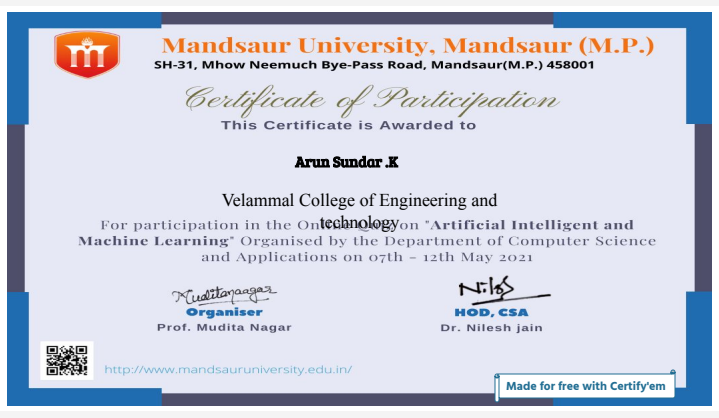 Mandsaur University, Mandsaur (M.P.)
SH-31, Mhow Neemuch Bye-Pass Road, Mandsaur(M.P.) 458001
Certificate of Participation
This Certificate is Awarded to
Arun Sundar .K
Velammal College of Engineering and
technology
For participation in the Online Quiz on "Artificial Intelligent and
Machine Learning" Organised by the Department of Computer Science
and Applications on 07th - 12th May 2021
Muditanaagar
Organiser
Prof. Mudita Nagar
HOD, CSA
Dr. Nilesh jain
http://www.mandsauruniversity.edu.in/
Made for free with Certify'em